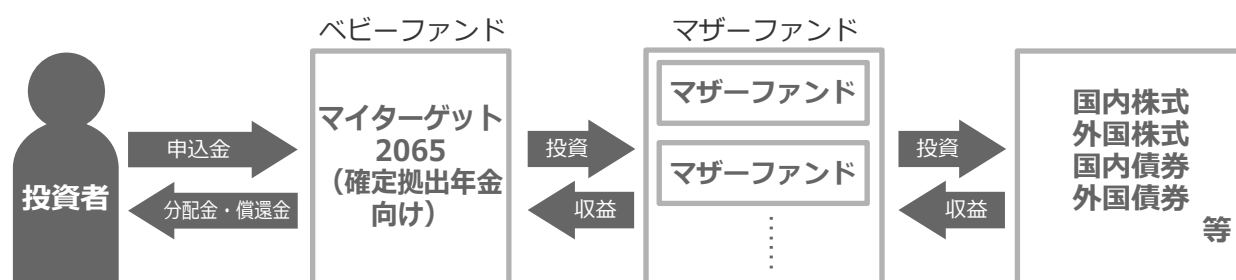 ベビーファンド
マザーファンド
投資者
申込金
分配金・償還金
マイターゲット
2065
（確定拠出年金
向け）
投資
収益
マザーファンド
マザーファンド
投資
収益
国内株式
外国株式
国内債券
外国債券
等